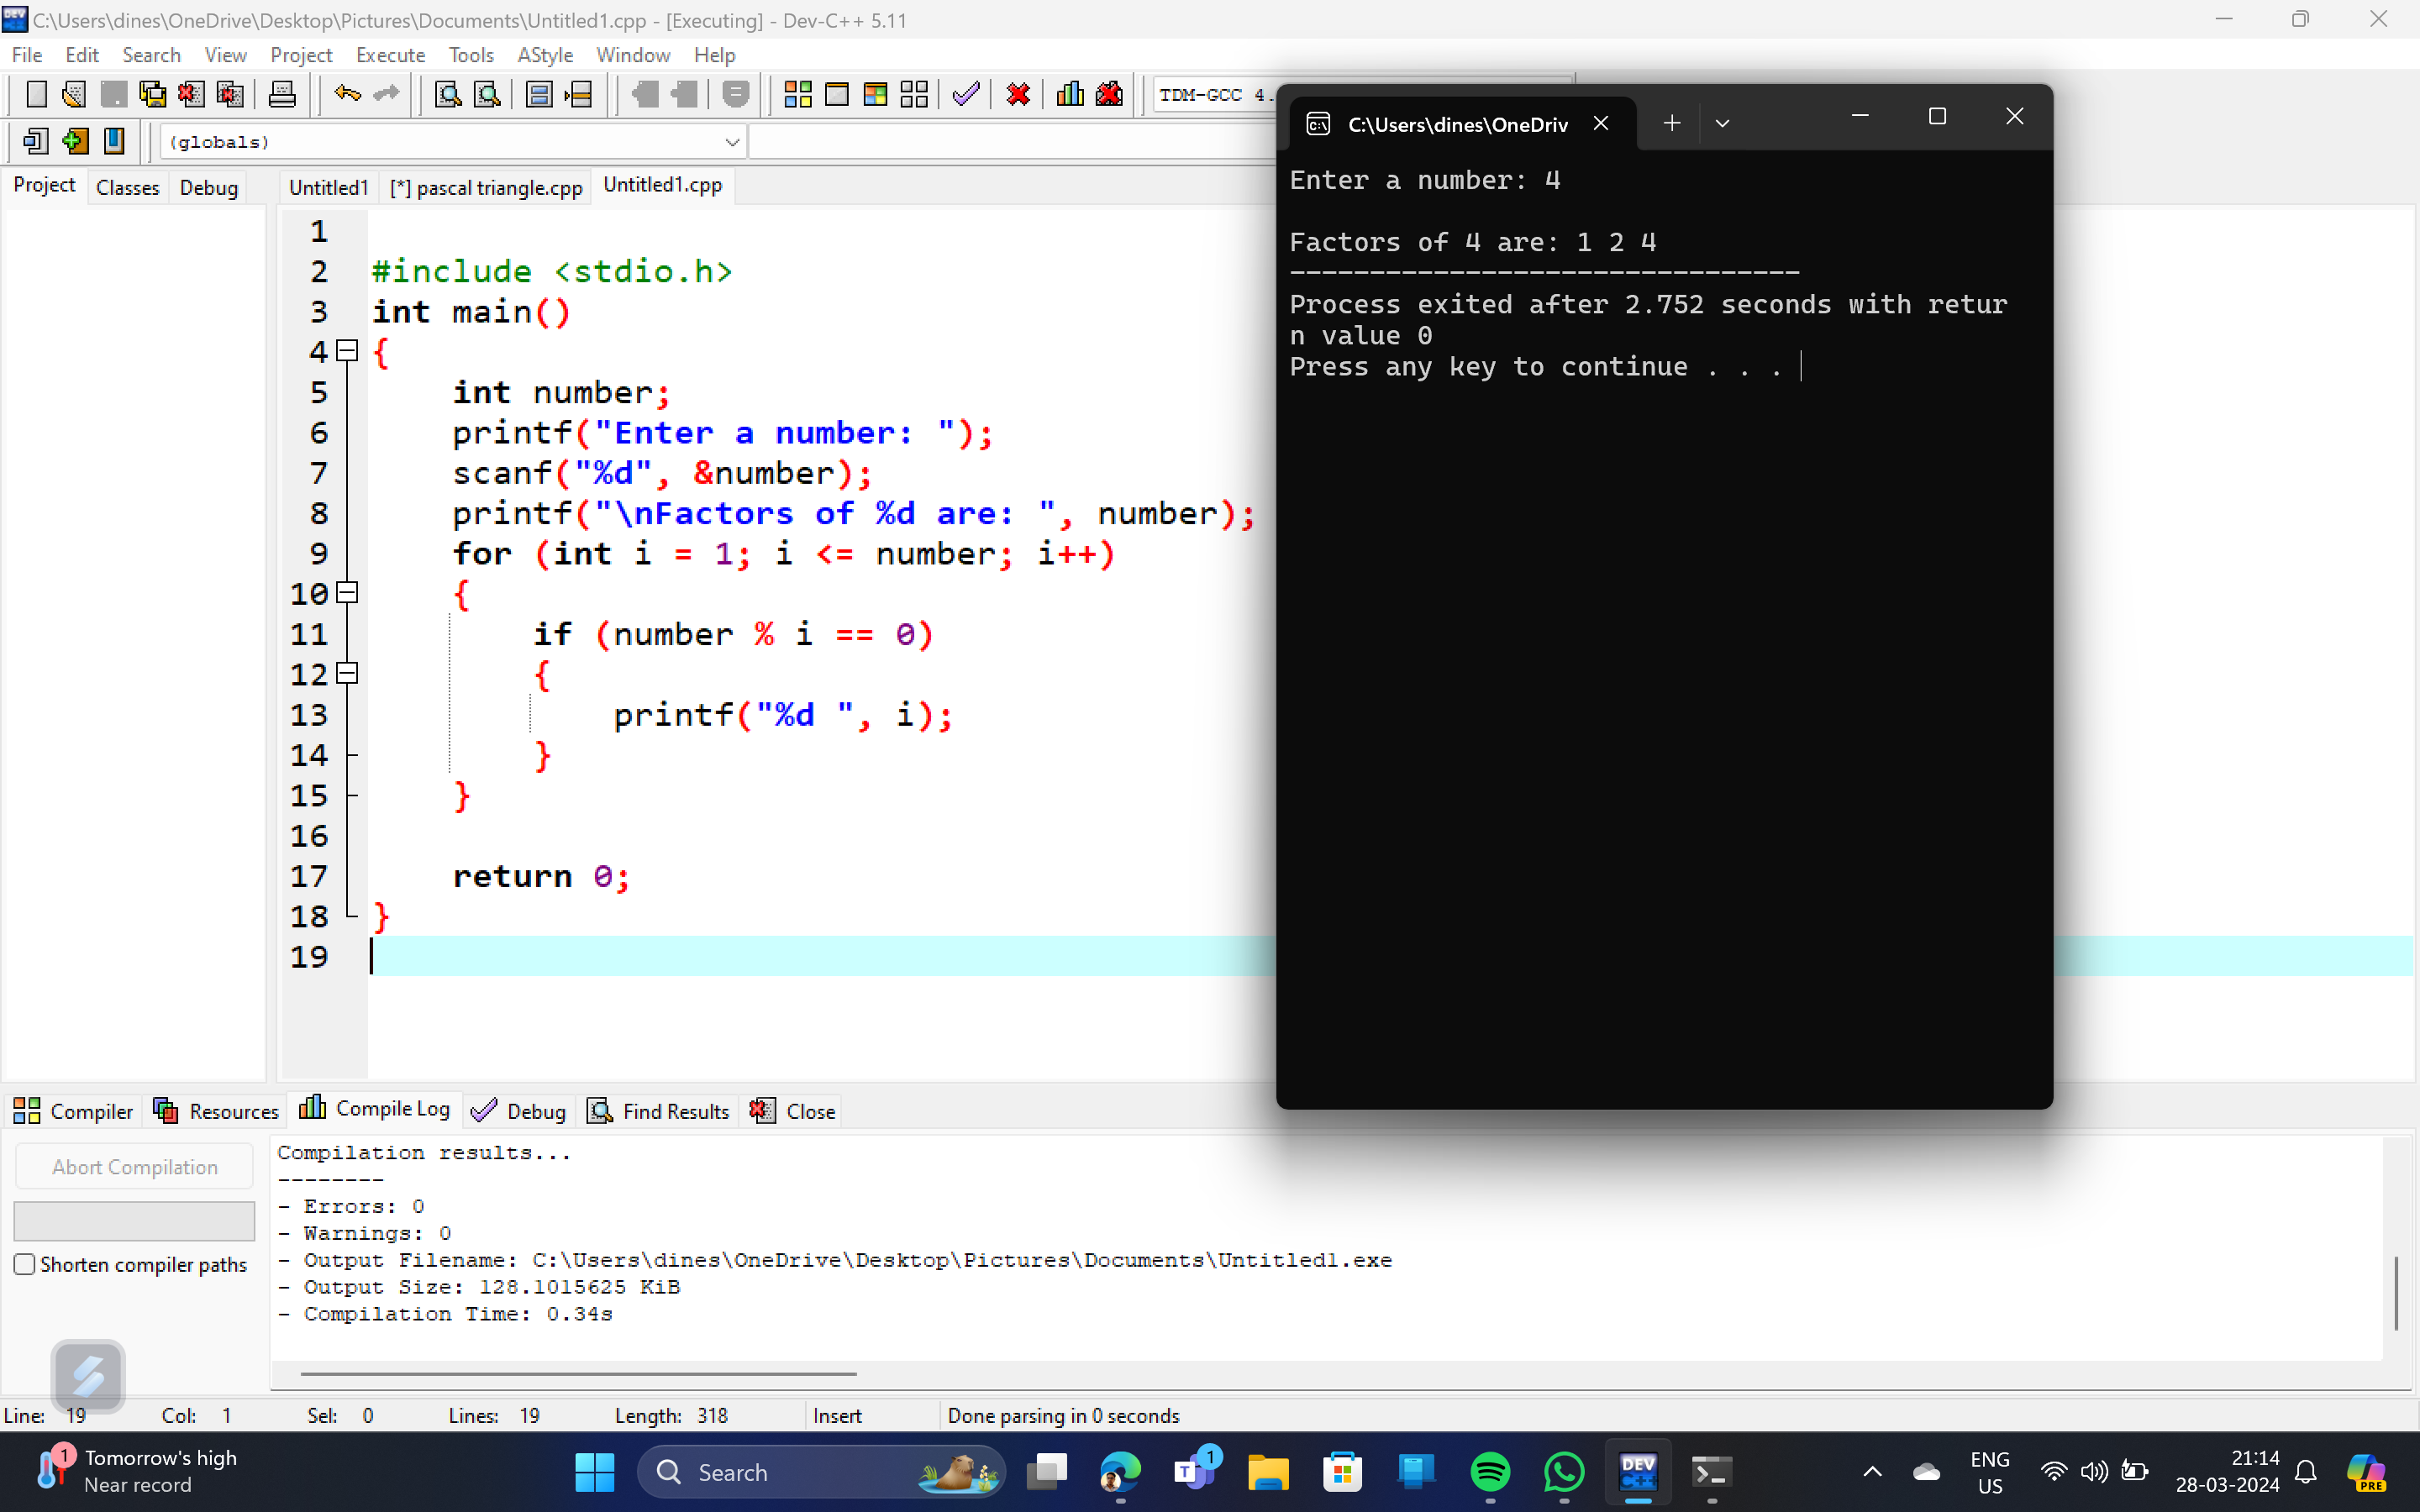 C:\Users\dines\OneDrive\Desktop\Pictures\Documents\Untitled1.cpp - [Executing] - Dev-C++ 5.11
File Edit Search View Project Execute Tools AStyle Window Help
TDM-GCC 4.
(globals)
Project Classes Debug
Untitled1 [*] pascal triangle.cpp Untitled1.cpp
1
2 #include <stdio.h>
3 int main()
4 {
5 int number;
6 printf("Enter a number: ");
7 scanf("%d", &number);
8 printf("\nFactors of %d are: ", number);
9 for (int i = 1; i <= number; i++)
10 {
11 if (number % i == 0)
12 {
13 printf("%d ", i);
14 }
15 }
16
17 return 0;
18 }
19
C:\Users\dines\OneDriv
Enter a number: 4
Factors of 4 are: 1 2 4
--------------------------------
Process exited after 2.752 seconds with retur
n value 0
Press any key to continue . . .
Compiler Resources Compile Log Debug Find Results Close
Abort Compilation
Shorten compiler paths
Compilation results...
--------
- Errors: 0
- Warnings: 0
- Output Filename: C:\Users\dines\OneDrive\Desktop\Pictures\Documents\Untitled1.exe
- Output Size: 128.1015625 KiB
- Compilation Time: 0.34s
Line: 19 Col: 1 Sel: 0 Lines: 19 Length: 318 Insert Done parsing in 0 seconds
1
Tomorrow's high
Near record
Search
T 1
DEV C++
ENG
US
21:14
28-03-2024
PRE